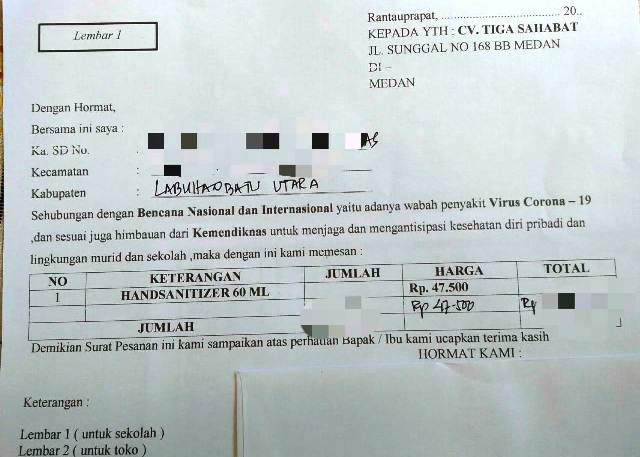 Lembar 1
Rantauprapat, .......................................... 20..
KEPADA YTH : CV. TIGA SAHABAT
JL. SUNGGAL NO 168 BB MEDAN
DI –
MEDAN
Dengan Hormat,
Bersama ini saya :
Ka. SD No.
Kecamatan :
Kabupaten : LABUHANBATU UTARA
Sehubungan dengan Bencana Nasional dan Internasional yaitu adanya wabah penyakit Virus Corona – 19
,dan sesuai juga himbauan dari Kemendiknas untuk menjaga dan mengantisipasi kesehatan diri pribadi dan
lingkungan murid dan sekolah ,maka dengan ini kami memesan :
NO KETERANGAN JUMLAH HARGA TOTAL
1 HANDSANITIZER 60 ML Rp. 47.500
Rp 47.500 Rp
JUMLAH
Demikian Surat Pesanan ini kami sampaikan atas perhatian Bapak / Ibu kami ucapkan terima kasih
HORMAT KAMI :
Keterangan :
Lembar 1 ( untuk sekolah )
Lembar 2 ( untuk toko )